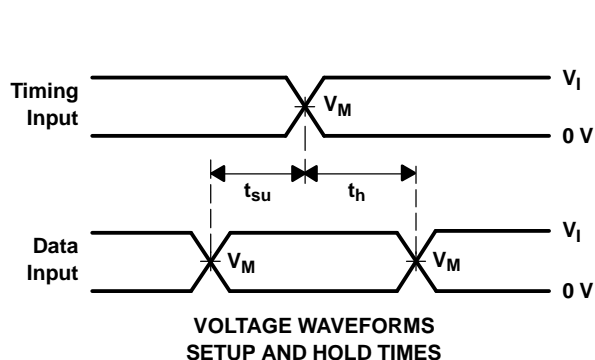 Timing
Input
V_M
V_I
0 V
t_su
t_h
Data
Input
V_M
V_M
V_I
0 V
VOLTAGE WAVEFORMS
SETUP AND HOLD TIMES